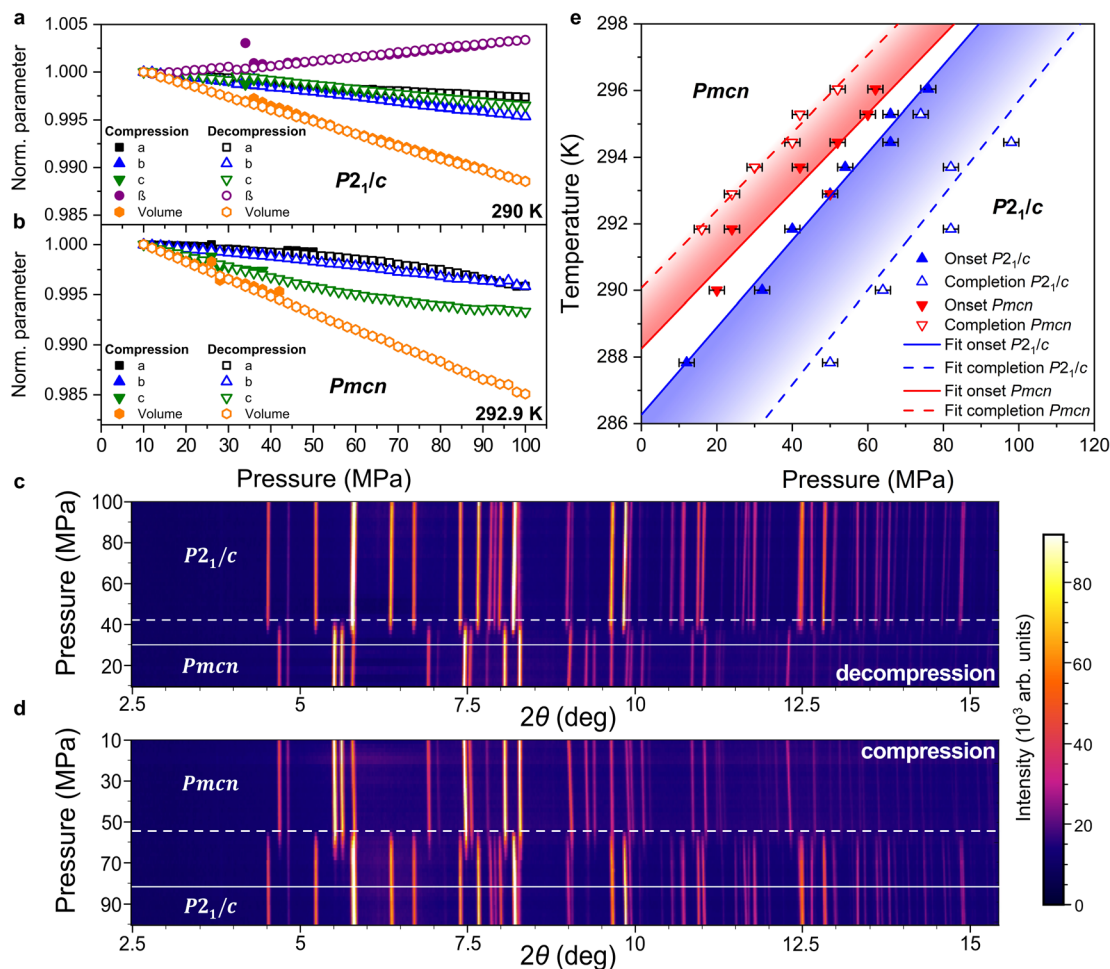 a
1.005
1.000
0.995
0.990
0.985
Norm. parameter
Compression Decompression
a a
b b
c c
ß ß
Volume Volume
P2₁/c
290 K
b
1.000
0.995
0.990
0.985
Norm. parameter
Compression Decompression
a a
b b
c c
Volume Volume
Pmcn
292.9 K
0 10 20 30 40 50 60 70 80 90 100
Pressure (MPa)
e
298
296
294
292
290
288
286
Temperature (K)
Pmcn
P2₁/c
Onset P2₁/c
Completion P2₁/c
Onset Pmcn
Completion Pmcn
Fit onset P2₁/c
Fit completion P2₁/c
Fit onset Pmcn
Fit completion Pmcn
0 20 40 60 80 100 120
Pressure (MPa)
c
100
80
60
40
20
Pressure (MPa)
P2₁/c
Pmcn
decompression
2.5 5 7.5 10 12.5 15
2θ (deg)
d
10
30
50
70
90
Pressure (MPa)
compression
Pmcn
P2₁/c
2.5 5 7.5 10 12.5 15
2θ (deg)
80
60
40
20
0
Intensity (10³ arb. units)